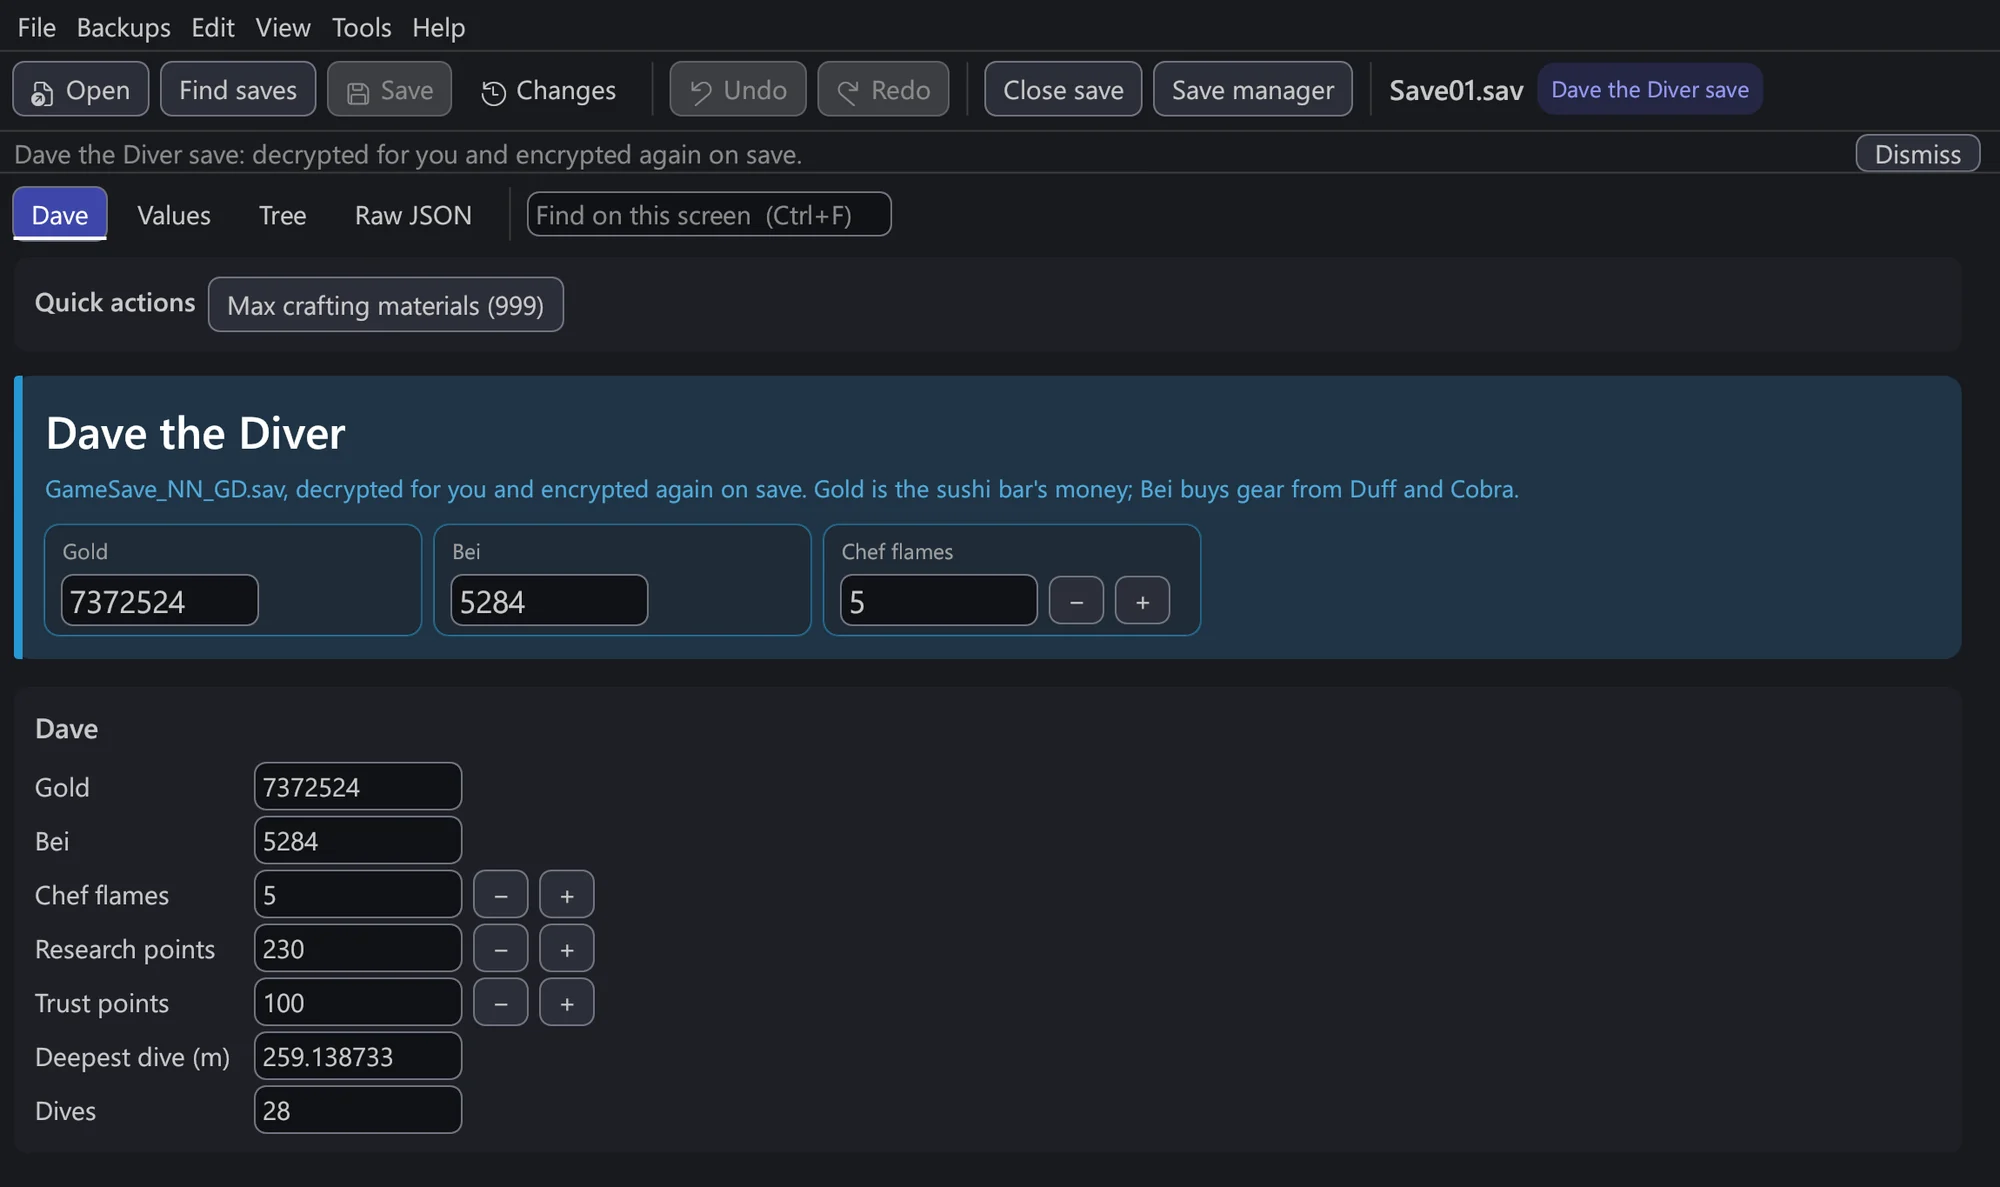 File Backups Edit View Tools Help
Open Find saves Save Changes Undo Redo Close save Save manager Save01.sav Dave the Diver save
Dave the Diver save: decrypted for you and encrypted again on save. Dismiss
Dave Values Tree Raw JSON Find on this screen (Ctrl+F)
Quick actions Max crafting materials (999)
Dave the Diver
GameSave_NN_GD.sav, decrypted for you and encrypted again on save. Gold is the sushi bar's money; Bei buys gear from Duff and Cobra.
Gold Bei Chef flames
7372524 5284 5 − +
Dave
Gold 7372524
Bei 5284
Chef flames 5 − +
Research points 230 − +
Trust points 100 − +
Deepest dive (m) 259.138733
Dives 28